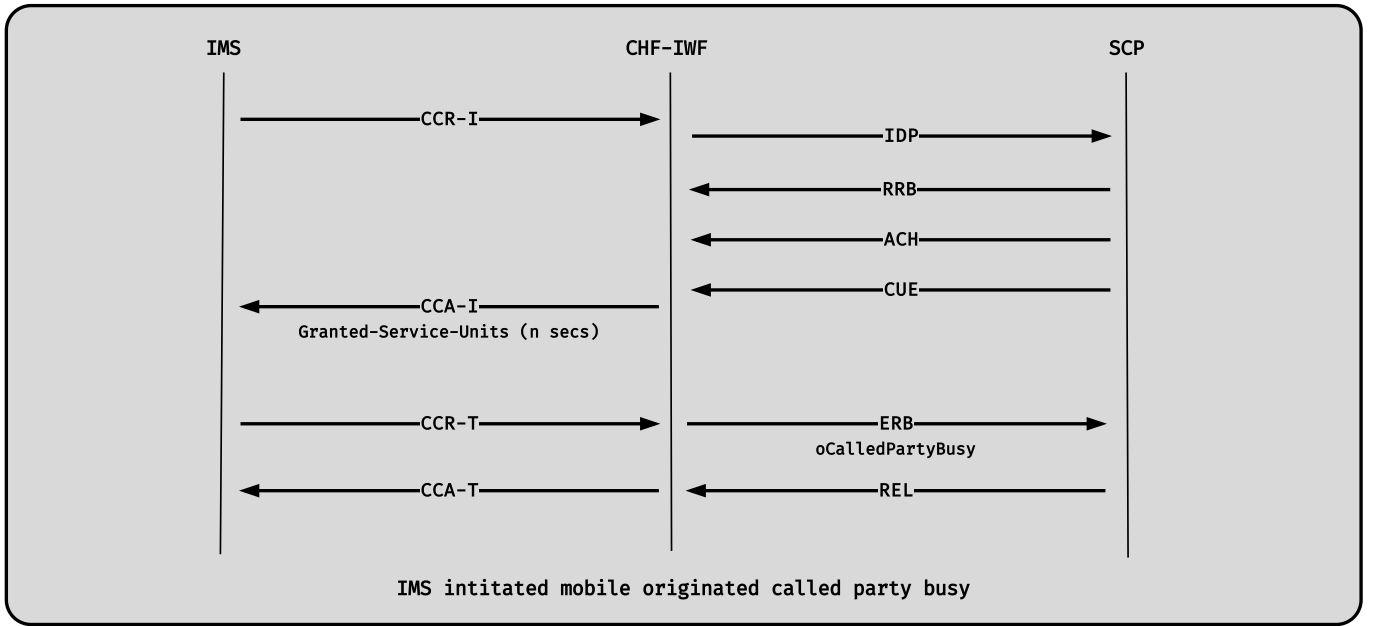 IMS CHF-IWF SCP
CCR-I
IDP
RRB
ACH
CUE
CCA-I
Granted-Service-Units (n secs)
CCR-T ERB
oCalledPartyBusy
CCA-T REL
IMS intitated mobile originated called party busy